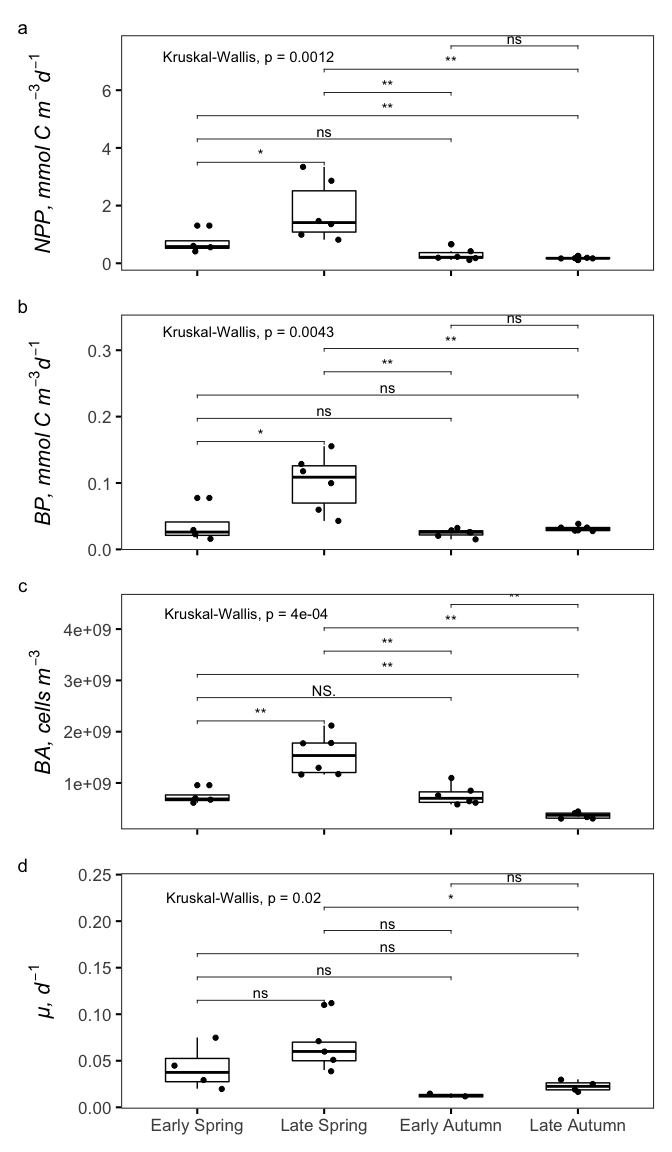 a
NPP, mmol C m⁻³d⁻¹
Kruskal-Wallis, p = 0.0012
ns
**
**
**
ns
*
6
4
2
0
b
BP, mmol C m⁻³d⁻¹
Kruskal-Wallis, p = 0.0043
ns
**
**
ns
ns
*
0.3
0.2
0.1
0.0
c
BA, cells m⁻³
Kruskal-Wallis, p = 4e-04
**
**
**
**
NS.
**
4e+09
3e+09
2e+09
1e+09
d
μ, d⁻¹
Kruskal-Wallis, p = 0.02
ns
*
ns
ns
ns
ns
0.25
0.20
0.15
0.10
0.05
0.00
Early Spring Late Spring Early Autumn Late Autumn